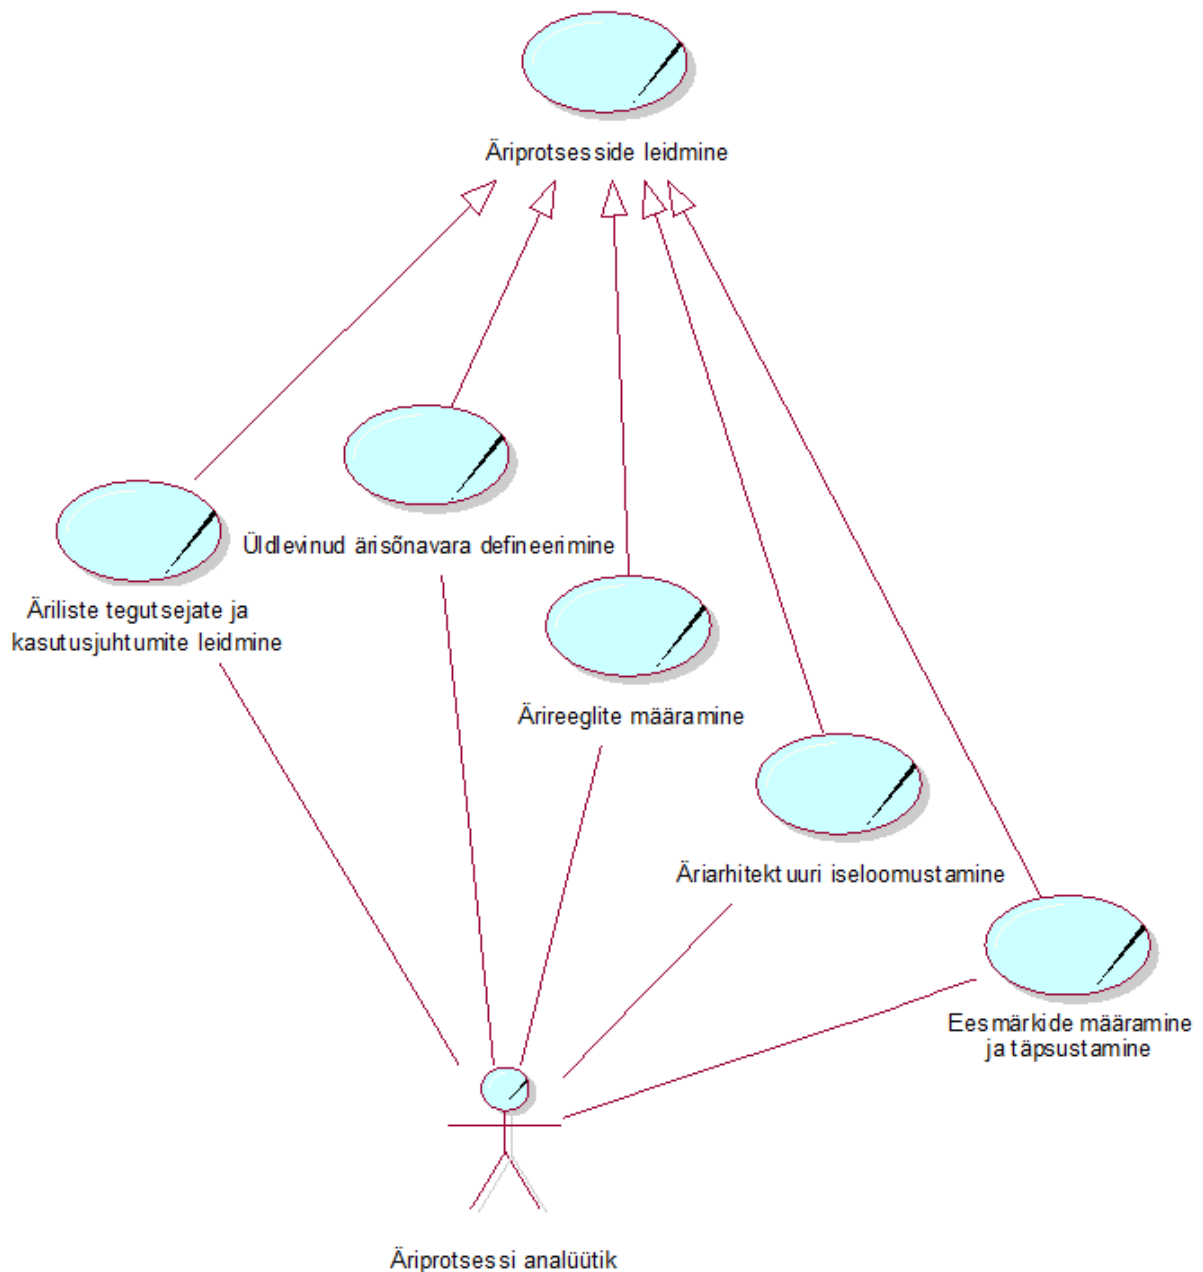 Äriprotsesside leidmine
Üldlevinud ärisõnavara defineerimine
Äriliste tegutsejate ja
kasutusjuhtumite leidmine
Ärireeglite määramine
Äriarhitektuuri iseloomustamine
Eesmärkide määramine
ja täpsustamine
Äriprotsessi analüütik